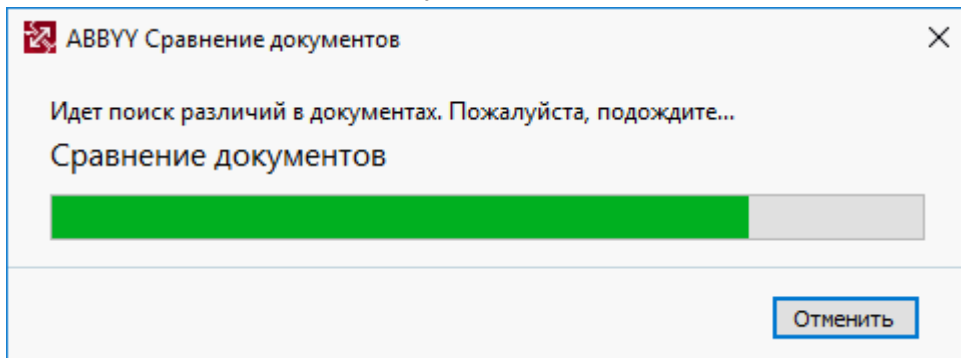 ABBYY Сравнение документов
Идет поиск различий в документах. Пожалуйста, подождите...
Сравнение документов
Отменить